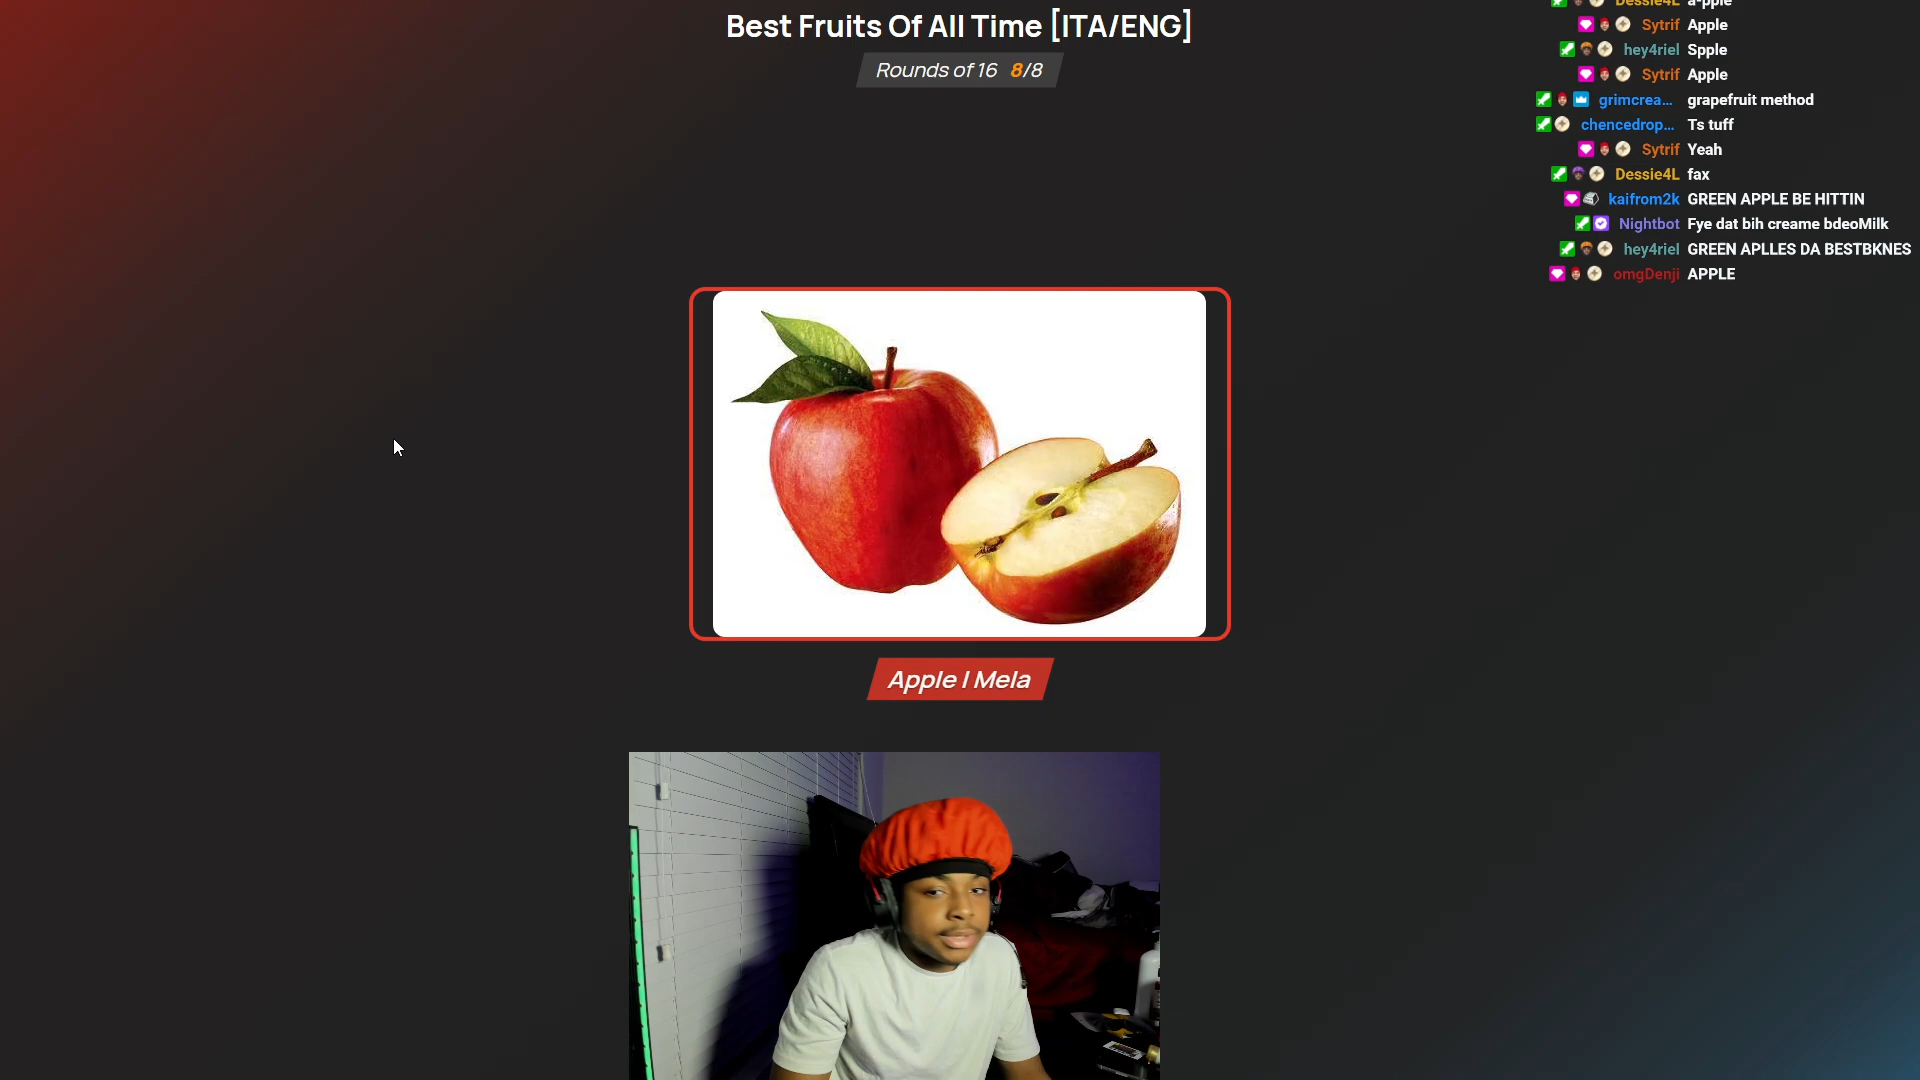 Best Fruits Of All Time [ITA/ENG]
Rounds of 16 8/8
Dessie4L a-pple
Sytrif Apple
hey4riel Spple
Sytrif Apple
grimcrea... grapefruit method
chencedrop... Ts tuff
Sytrif Yeah
Dessie4L fax
kaifrom2k GREEN APPLE BE HITTIN
Nightbot Fye dat bih creame bdeoMilk
hey4riel GREEN APLLES DA BESTBKNES
omgDenji APPLE
Apple | Mela